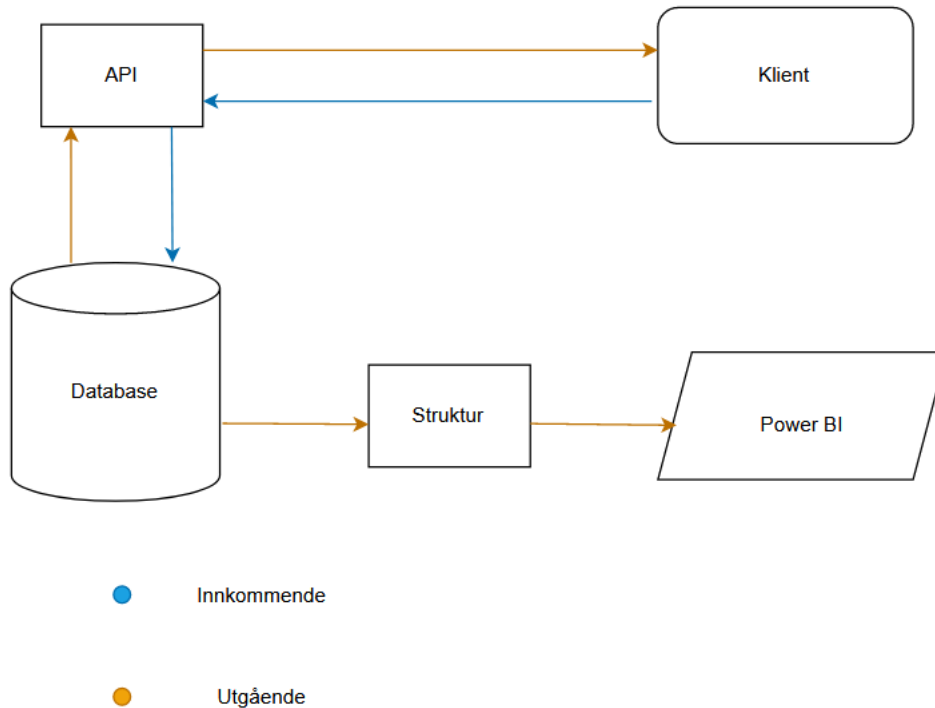 API
Klient
Database
Struktur
Power BI
Innkommende
Utgående